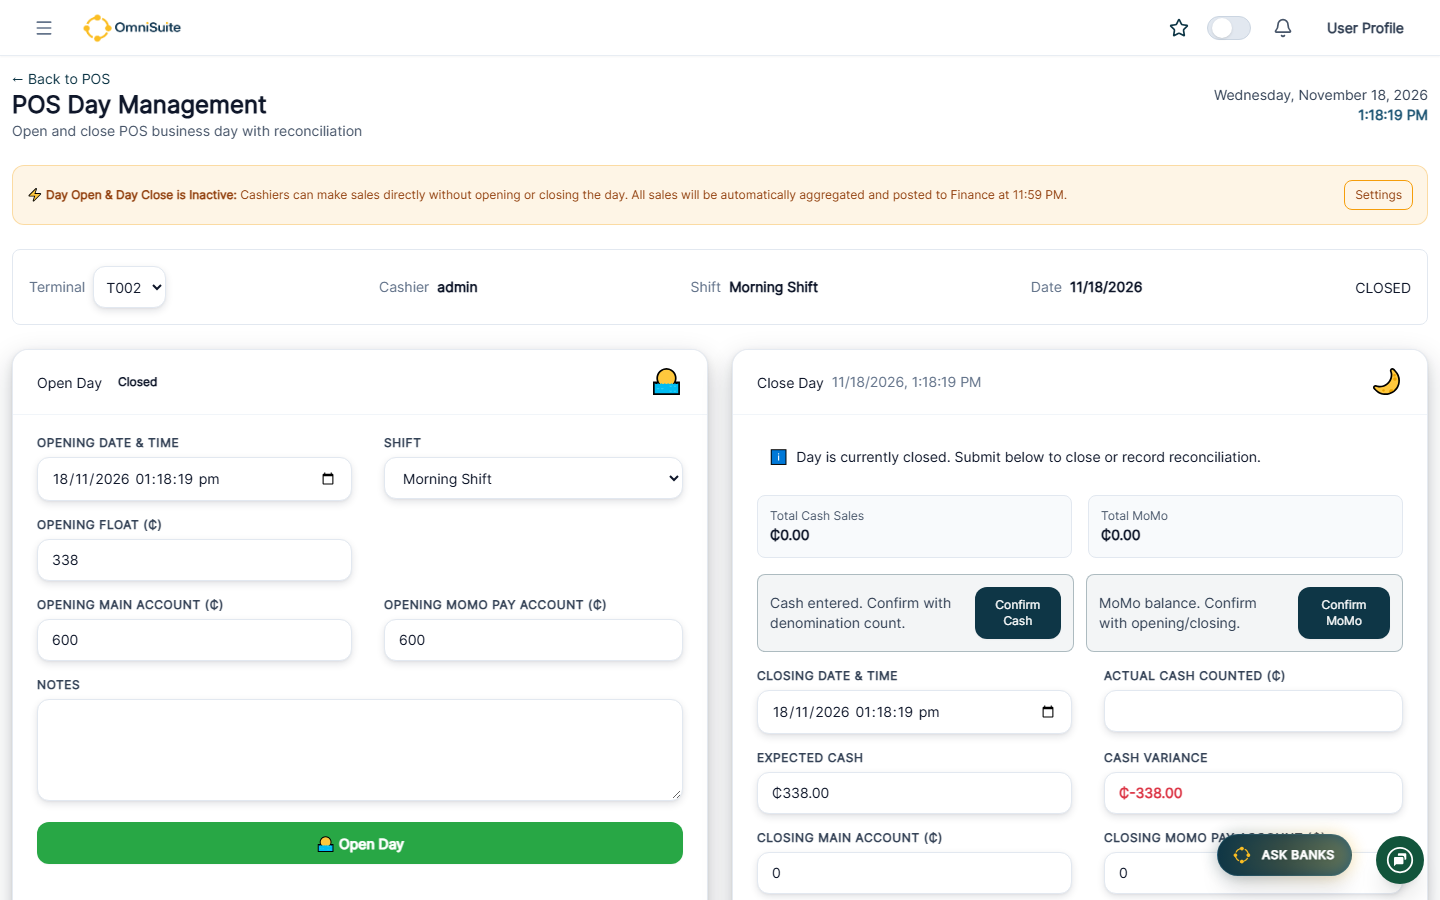 OmniSuite
User Profile
← Back to POS
POS Day Management
Open and close POS business day with reconciliation
Wednesday, November 18, 2026
1:18:19 PM
Day Open & Day Close is Inactive: Cashiers can make sales directly without opening or closing the day. All sales will be automatically aggregated and posted to Finance at 11:59 PM.
Settings
Terminal T002
Cashier admin
Shift Morning Shift
Date 11/18/2026
CLOSED
Open Day Closed
OPENING DATE & TIME
18/11/2026 01:18:19 pm
SHIFT
Morning Shift
OPENING FLOAT (₵)
338
OPENING MAIN ACCOUNT (₵)
600
OPENING MOMO PAY ACCOUNT (₵)
600
NOTES
Open Day
Close Day 11/18/2026, 1:18:19 PM
i Day is currently closed. Submit below to close or record reconciliation.
Total Cash Sales
₵0.00
Total MoMo
₵0.00
Cash entered. Confirm with
denomination count.
Confirm
Cash
MoMo balance. Confirm
with opening/closing.
Confirm
MoMo
CLOSING DATE & TIME
18/11/2026 01:18:19 pm
ACTUAL CASH COUNTED (₵)
EXPECTED CASH
₵338.00
CASH VARIANCE
₵-338.00
CLOSING MAIN ACCOUNT (₵)
0
CLOSING MOMO PAY ACCOUNT (₵)
0
ASK BANKS